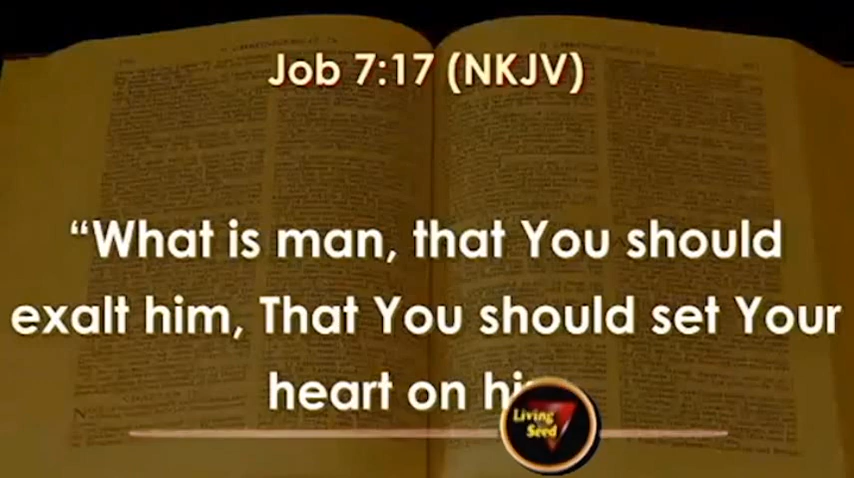 Job 7:17 (NKJV)
“What is man, that You should
exalt him, That You should set Your
heart on
Living
Seed